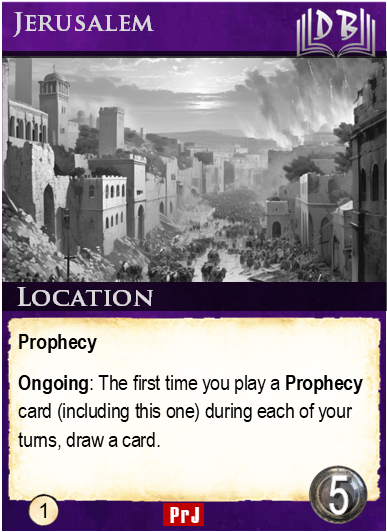 JERUSALEM
DB
LOCATION
Prophecy
Ongoing: The first time you play a Prophecy
card (including this one) during each of your
turns, draw a card.
1
PrJ
5